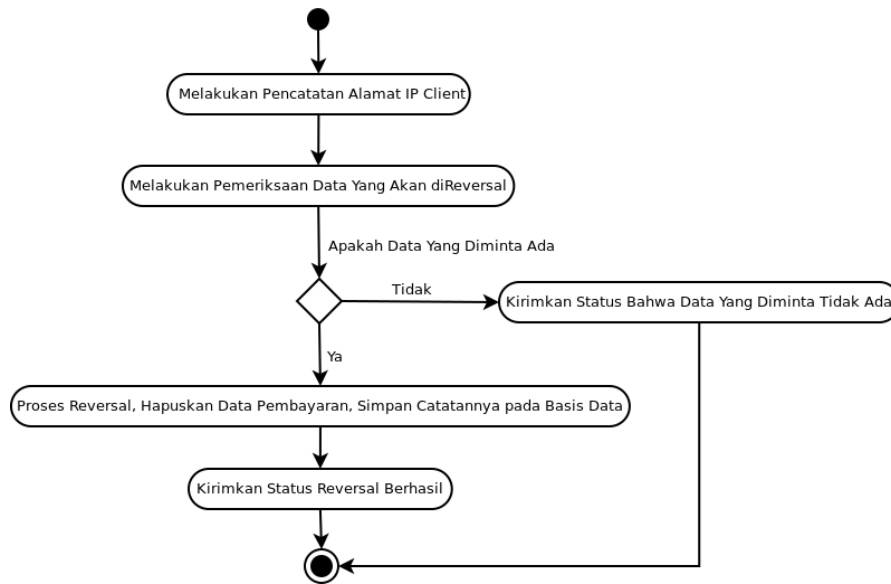 Melakukan Pencatatan Alamat IP Client
Melakukan Pemeriksaan Data Yang Akan diReversal
Apakah Data Yang Diminta Ada
Tidak
Kirimkan Status Bahwa Data Yang Diminta Tidak Ada
Ya
Proses Reversal, Hapuskan Data Pembayaran, Simpan Catatannya pada Basis Data
Kirimkan Status Reversal Berhasil